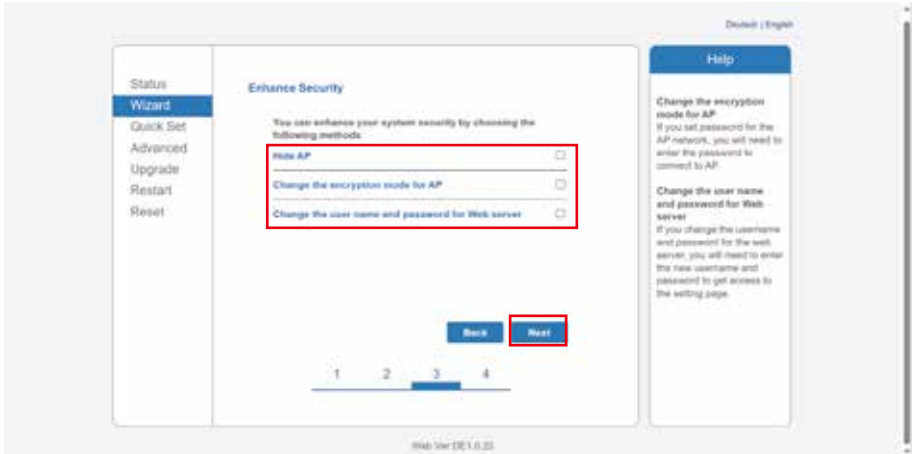 Deutsch | English
Help
Status
Wizard
Quick Set
Advanced
Upgrade
Restart
Reset
Enhance Security
You can enhance your system security by choosing the
following methods
Hide AP
Change the encryption mode for AP
Change the user name and password for Web server
Back
Next
1 2 3 4
Change the encryption
mode for AP
If you set password for the
AP network, you will need to
enter the password to
connect to AP.
Change the user name
and password for Web
server
If you change the username
and password for the web
server, you will need to enter
the new username and
password to get access to
the setting page.
Web Ver:DE1.0.20